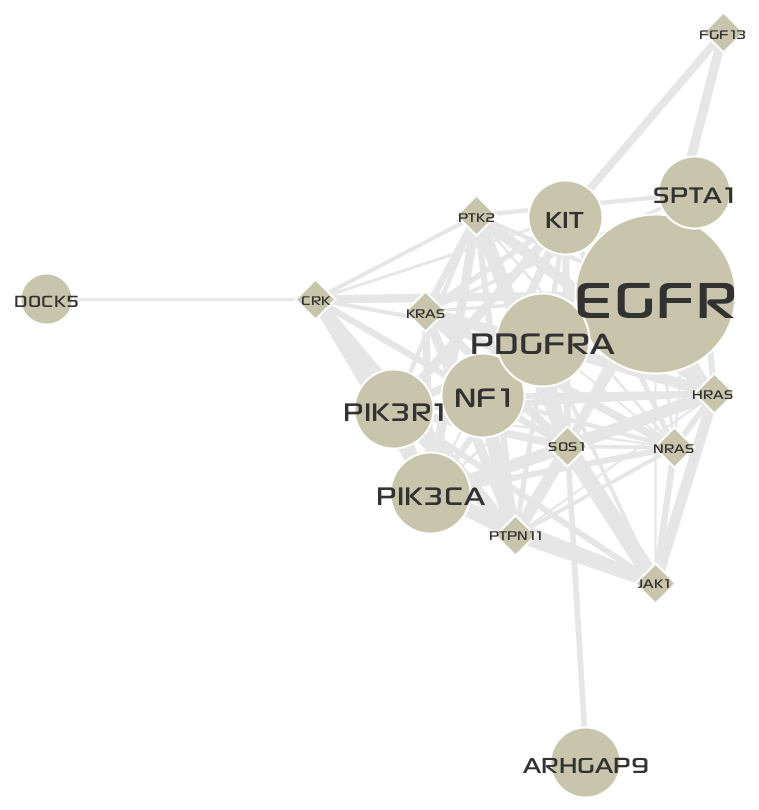 FGF13
SPTA1
PTK2
KIT
EGFR
DOCK5
CRK
KRAS
PDGFRA
HRAS
NF1
PIK3R1
SOS1
NRAS
PIK3CA
PTPN11
JAK1
ARHGAP9